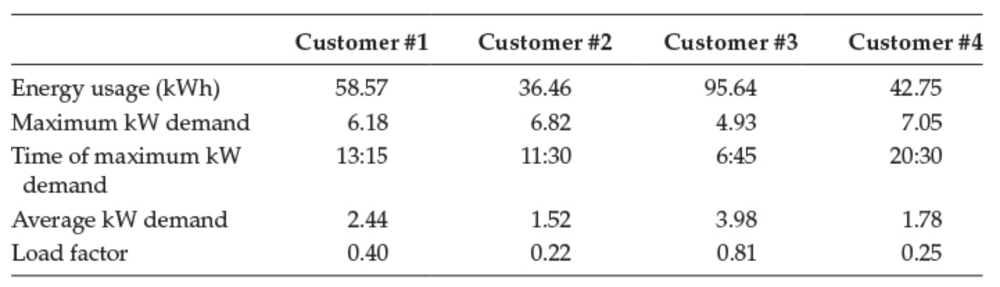 Customer #1 Customer #2 Customer #3 Customer #4
Energy usage (kWh) 58.57 36.46 95.64 42.75
Maximum kW demand 6.18 6.82 4.93 7.05
Time of maximum kW 13:15 11:30 6:45 20:30
demand
Average kW demand 2.44 1.52 3.98 1.78
Load factor 0.40 0.22 0.81 0.25